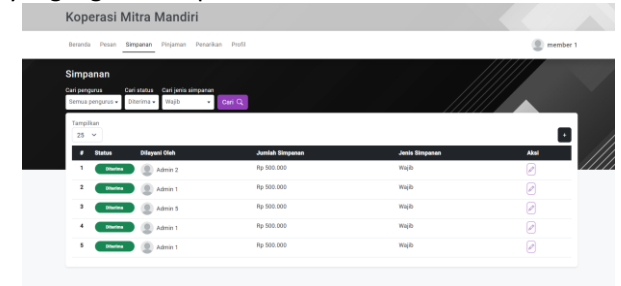 Koperasi Mitra Mandiri
Beranda Pesan Simpanan Pinjaman Penarikan Profil member 1
Simpanan
Cari pengurus Cari status Cari jenis simpanan
Semua pengurus Diterima Wajib Cari
Tampilkan
25 +
# Status Dilayani Oleh Jumlah Simpanan Jenis Simpanan Aksi
1 Diterima Admin 2 Rp 500.000 Wajib
2 Diterima Admin 1 Rp 500.000 Wajib
3 Diterima Admin 5 Rp 500.000 Wajib
4 Diterima Admin 1 Rp 500.000 Wajib
5 Diterima Admin 1 Rp 500.000 Wajib